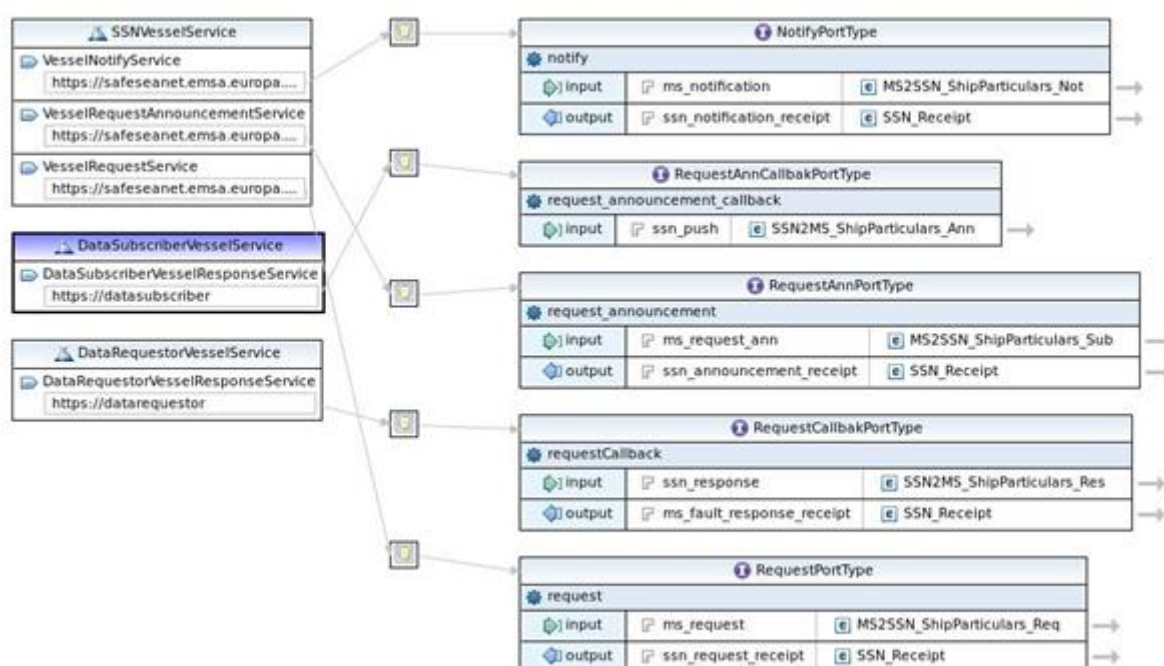 SSNVesselService
VesselNotifyService
https://safeseanet.emsa.europa....
VesselRequestAnnouncementService
https://safeseanet.emsa.europa....
VesselRequestService
https://safeseanet.emsa.europa....
DataSubscriberVesselService
DataSubscriberVesselResponseService
https://datasubscriber
DataRequestorVesselService
DataRequestorVesselResponseService
https://datarequestor
NotifyPortType
notify
input ms_notification MS2SSN_ShipParticulars_Not
output ssn_notification_receipt SSN_Receipt
RequestAnnCallbakPortType
request_announcement_callback
input ssn_push SSN2MS_ShipParticulars_Ann
RequestAnnPortType
request_announcement
input ms_request_ann MS2SSN_ShipParticulars_Sub
output ssn_announcement_receipt SSN_Receipt
RequestCallbakPortType
requestCallback
input ssn_response SSN2MS_ShipParticulars_Res
output ms_fault_response_receipt SSN_Receipt
RequestPortType
request
input ms_request MS2SSN_ShipParticulars_Req
output ssn_request_receipt SSN_Receipt